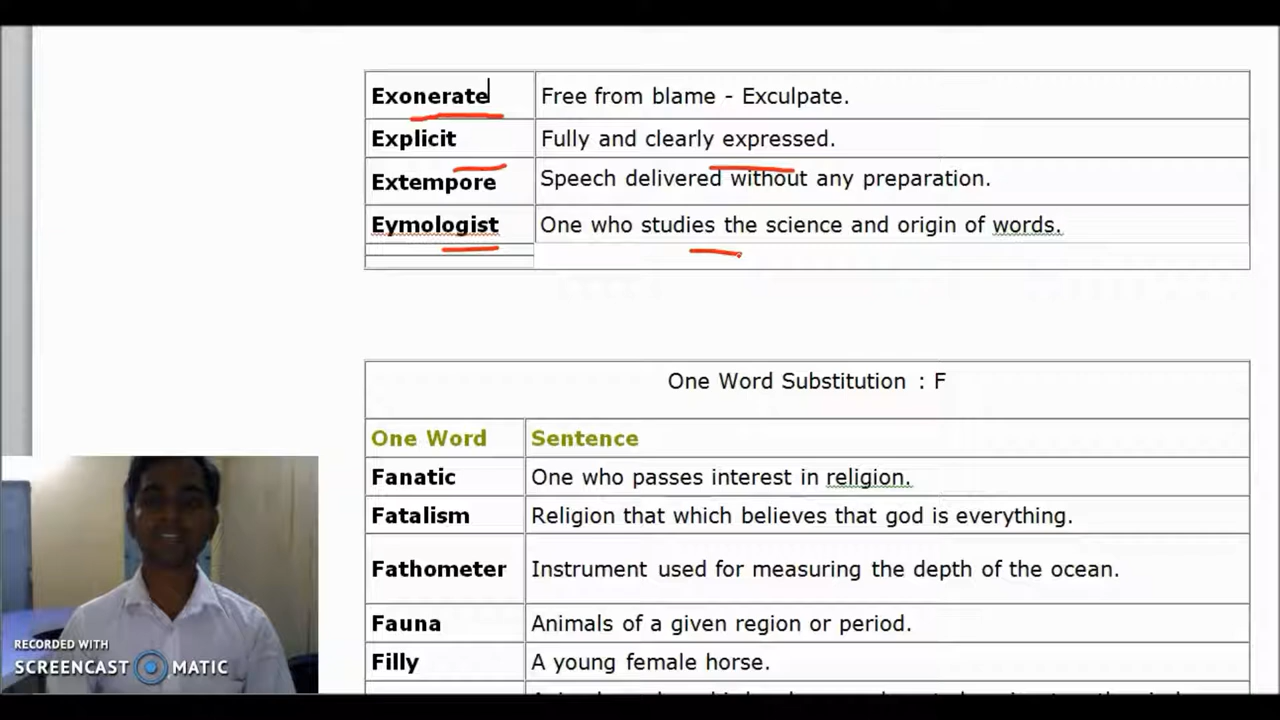 Exonerate Free from blame - Exculpate.
Explicit Fully and clearly expressed.
Extempore Speech delivered without any preparation.
Eymologist One who studies the science and origin of words.
One Word Substitution : F
One Word Sentence
Fanatic One who passes interest in religion.
Fatalism Religion that which believes that god is everything.
Fathometer Instrument used for measuring the depth of the ocean.
Fauna Animals of a given region or period.
Filly A young female horse.
RECORDED WITH
SCREENCAST MATIC